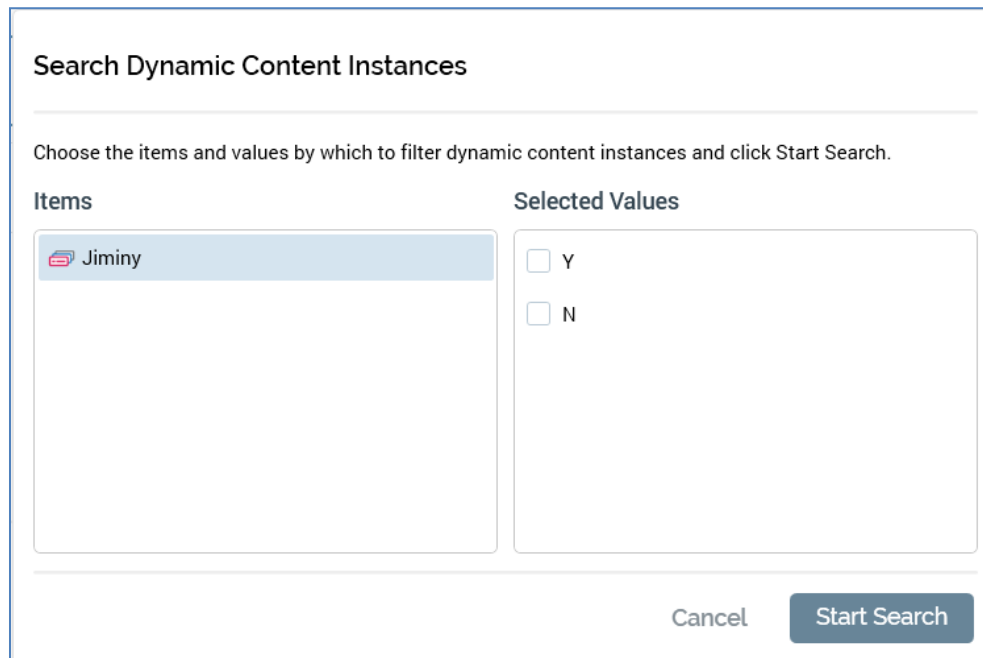 Search Dynamic Content Instances
Choose the items and values by which to filter dynamic content instances and click Start Search.
Items
Selected Values
Jiminy
Y
N
Cancel
Start Search